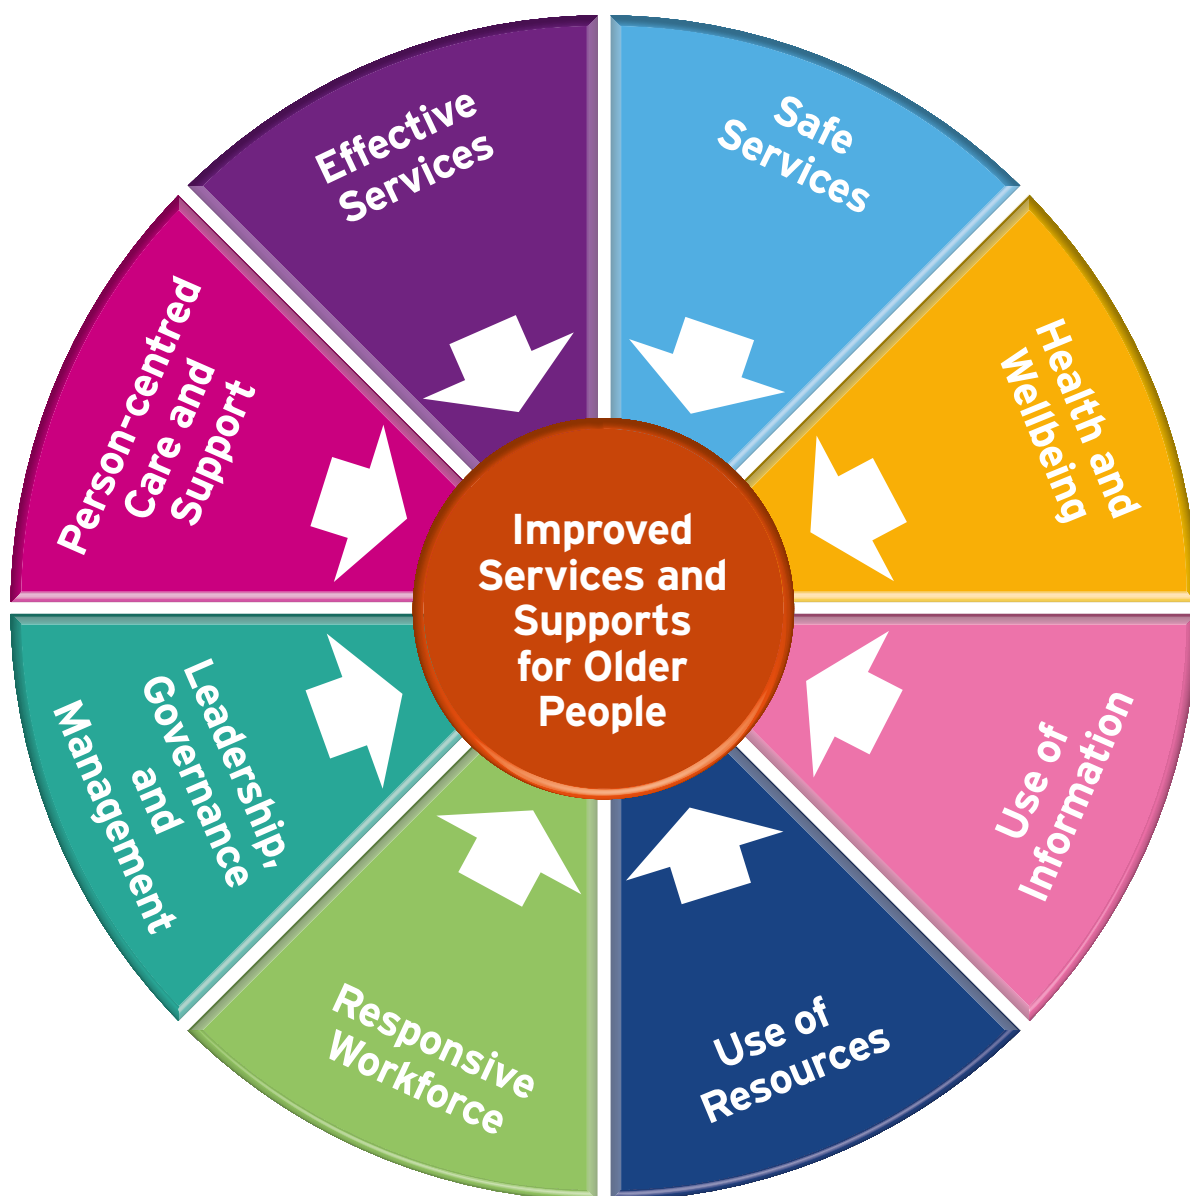 Effective
Services
Safe
Services
Health and
Wellbeing
Use of
Information
Use of
Resources
Responsive
Workforce
Leadership,
Governance
and
Management
Person-centred
Care and
Support
Improved
Services and
Supports
for Older
People